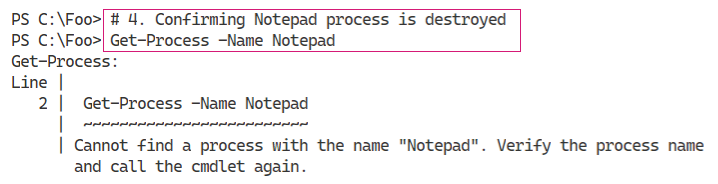 PS C:\Foo> # 4. Confirming Notepad process is destroyed
PS C:\Foo> Get-Process -Name Notepad
Get-Process:
Line |
   2 |  Get-Process -Name Notepad
     |  ~~~~~~~~~~~~~~~~~~~~~~~~~
     | Cannot find a process with the name "Notepad". Verify the process name
       and call the cmdlet again.